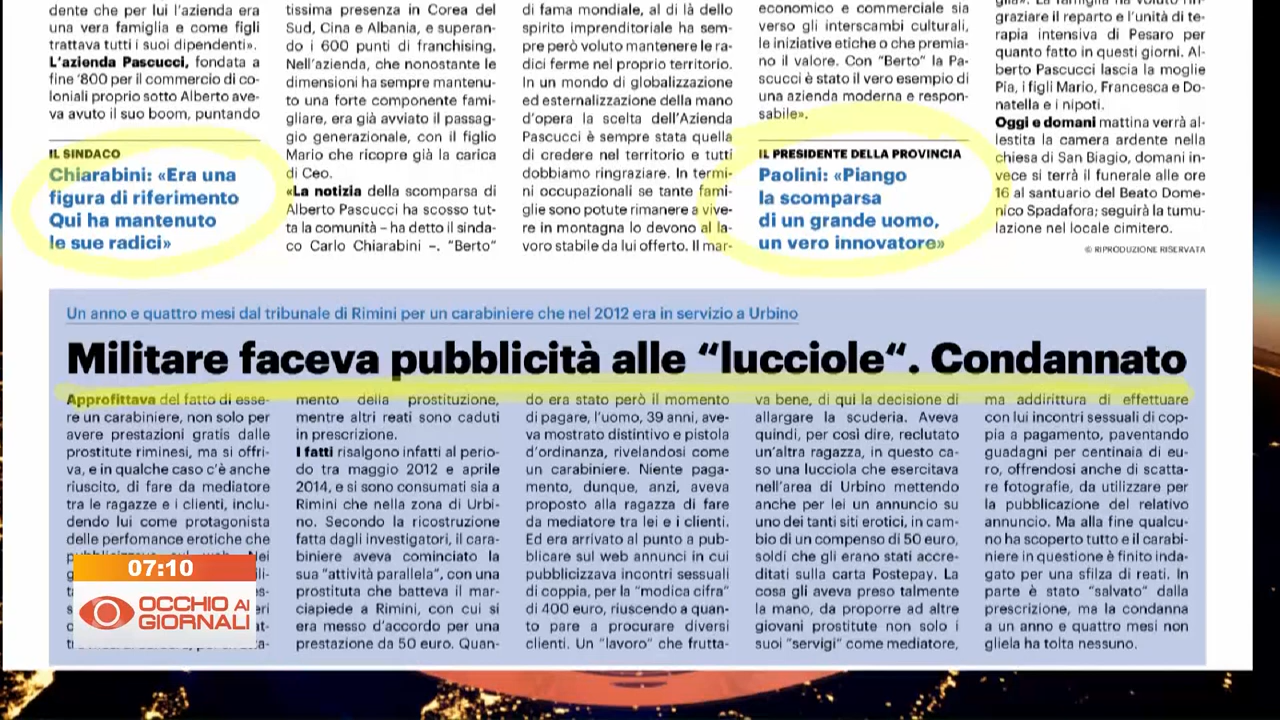 dente che per lui l'azienda era
una vera famiglia e come figli
trattava tutti i suoi dipendenti».
L'azienda Pascucci, fondata a
fine '800 per il commercio di co-
loniali proprio sotto Alberto ave-
va avuto il suo boom, puntando
IL SINDACO
Chiarabini: «Era una
figura di riferimento
Qui ha mantenuto
le sue radici»
tissima presenza in Corea del
Sud, Cina e Albania, e superan-
do i 600 punti di franchising.
Nell'azienda, che nonostante le
dimensioni ha sempre mantenu-
to una forte componente fami-
gliare, era già avviato il passag-
gio generazionale, con il figlio
Mario che ricopre già la carica
di Ceo.
«La notizia della scomparsa di
Alberto Pascucci ha scosso tut-
ta la comunità – ha detto il sinda-
co Carlo Chiarabini –. "Berto"
di fama mondiale, al di là dello
spirito imprenditoriale ha sem-
pre però voluto mantenere le ra-
dici ferme nel proprio territorio.
In un mondo di globalizzazione
ed esternalizzazione della mano
d'opera la scelta dell'Azienda
Pascucci è sempre stata quella
di credere nel territorio e tutti
dobbiamo ringraziare. In termi-
ni occupazionali se tante fami-
glie sono potute rimanere a vive-
re in montagna lo devono al la-
voro stabile da lui offerto. Il mar-
economico e commerciale sia
verso gli interscambi culturali,
le iniziative etiche o che premia-
no il valore. Con "Berto" la Pa-
scucci è stato il vero esempio di
una azienda moderna e respon-
sabile».
IL PRESIDENTE DELLA PROVINCIA
Paolini: «Piango
la scomparsa
di un grande uomo,
un vero innovatore»
glia». La famiglia ha voluto rin-
graziare il reparto e l'unità di te-
rapia intensiva di Pesaro per
quanto fatto in questi giorni. Al-
berto Pascucci lascia la moglie
Pia, i figli Mario, Francesca e Do-
natella e i nipoti.
Oggi e domani mattina verrà al-
lestita la camera ardente nella
chiesa di San Biagio, domani in-
vece si terrà il funerale alle ore
16 al santuario del Beato Dome-
nico Spadafora; seguirà la tumu-
lazione nel locale cimitero.
© RIPRODUZIONE RISERVATA
Un anno e quattro mesi dal tribunale di Rimini per un carabiniere che nel 2012 era in servizio a Urbino
Militare faceva pubblicità alle “lucciole“. Condannato
Approfittava del fatto di esse-
re un carabiniere, non solo per
avere prestazioni gratis dalle
prostitute riminesi, ma si offri-
va, e in qualche caso c'è anche
riuscito, di fare da mediatore
tra le ragazze e i clienti, inclu-
dendo lui come protagonista
delle perfomance erotiche che
07:10
OCCHIO AI
GIORNALI
mento della prostituzione,
mentre altri reati sono caduti
in prescrizione.
I fatti risalgono infatti al perio-
do tra maggio 2012 e aprile
2014, e si sono consumati sia a
Rimini che nella zona di Urbi-
no. Secondo la ricostruzione
fatta dagli investigatori, il cara-
biniere aveva cominciato la
sua "attività parallela", con una
prostituta che batteva il mar-
ciapiede a Rimini, con cui si
era messo d'accordo per una
prestazione da 50 euro. Quan-
do era stato però il momento
di pagare, l'uomo, 39 anni, ave-
va mostrato distintivo e pistola
d'ordinanza, rivelandosi come
un carabiniere. Niente paga-
mento, dunque, anzi, aveva
proposto alla ragazza di fare
da mediatore tra lei e i clienti.
Ed era arrivato al punto a pub-
blicare sul web annunci in cui
pubblicizzava incontri sessuali
di coppia, per la "modica cifra"
di 400 euro, riuscendo a quan-
to pare a procurare diversi
clienti. Un "lavoro" che frutta-
va bene, di qui la decisione di
allargare la scuderia. Aveva
quindi, per così dire, reclutato
un'altra ragazza, in questo ca-
so una lucciola che esercitava
nell'area di Urbino mettendo
anche per lei un annuncio su
uno dei tanti siti erotici, in cam-
bio di un compenso di 50 euro,
soldi che gli erano stati accre-
ditati sulla carta Postepay. La
cosa gli aveva preso talmente
la mano, da proporre ad altre
giovani prostitute non solo i
suoi "servigi" come mediatore,
ma addirittura di effettuare
con lui incontri sessuali di cop-
pia a pagamento, paventando
guadagni per centinaia di eu-
ro, offrendosi anche di scatta-
re fotografie, da utilizzare per
la pubblicazione del relativo
annuncio. Ma alla fine qualcu-
no ha scoperto tutto e il carabi-
niere in questione è finito inda-
gato per una sfilza di reati. In
parte è stato "salvato" dalla
prescrizione, ma la condanna
a un anno e quattro mesi non
gliela ha tolta nessuno.